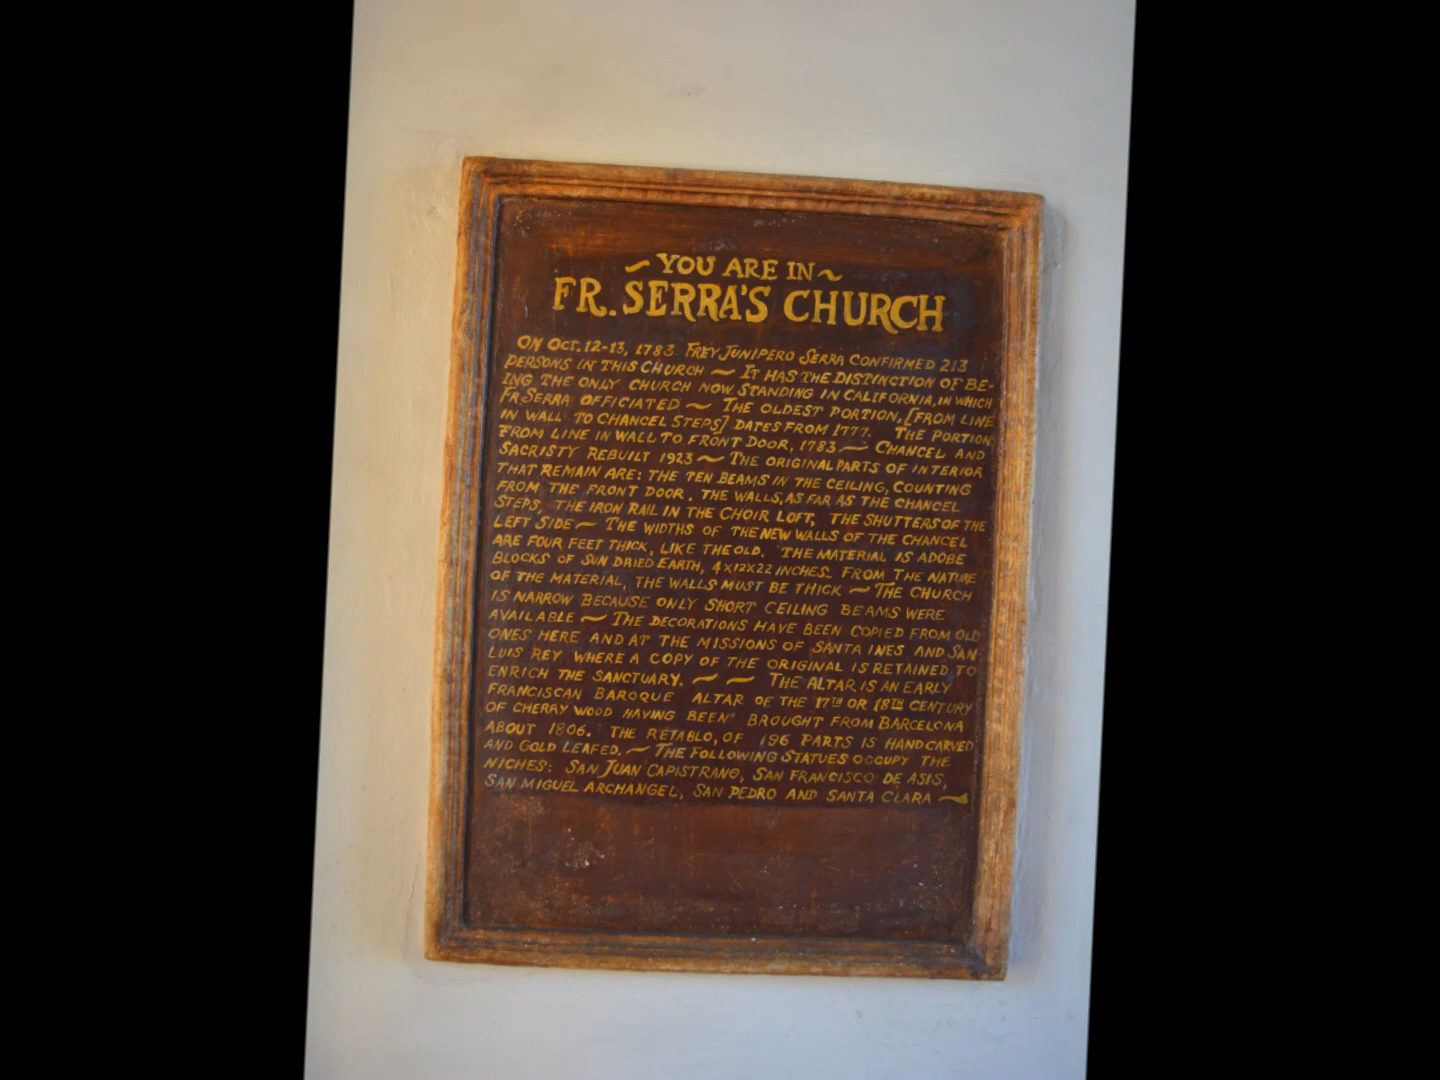 ~ YOU ARE IN ~
FR. SERRA'S CHURCH
ON OCT. 12-13, 1783. FREY JUNIPERO SERRA CONFIRMED 213
PERSONS IN THIS CHURCH ~ IT HAS THE DISTINCTION OF BE-
ING THE ONLY CHURCH NOW STANDING IN CALIFORNIA, IN WHICH
FR SERRA OFFICIATED ~ THE OLDEST PORTION, [FROM LINE
IN WALL TO CHANCEL STEPS] DATES FROM 1777. THE PORTION
FROM LINE IN WALL TO FRONT DOOR, 1783 ~ CHANCEL AND
SACRISTY REBUILT 1923 ~ THE ORIGINAL PARTS OF INTERIOR
THAT REMAIN ARE: THE TEN BEAMS IN THE CEILING, COUNTING
FROM THE FRONT DOOR. THE WALLS, AS FAR AS THE CHANCEL
STEPS, THE IRON RAIL IN THE CHOIR LOFT, THE SHUTTERS OF THE
LEFT SIDE ~ THE WIDTHS OF THE NEW WALLS OF THE CHANCEL
ARE FOUR FEET THICK, LIKE THE OLD. THE MATERIAL IS ADOBE
BLOCKS OF SUN DRIED EARTH, 4x12x22 INCHES. FROM THE NATURE
OF THE MATERIAL, THE WALLS MUST BE THICK ~ THE CHURCH
IS NARROW BECAUSE ONLY SHORT CEILING BEAMS WERE
AVAILABLE ~ THE DECORATIONS HAVE BEEN COPIED FROM OLD
ONES HERE AND AT THE MISSIONS OF SANTA INES AND SAN
LUIS REY WHERE A COPY OF THE ORIGINAL IS RETAINED TO
ENRICH THE SANCTUARY. ~ ~ THE ALTAR IS AN EARLY
FRANCISCAN BAROQUE ALTAR OF THE 17TH OR 18TH CENTURY
OF CHERRY WOOD HAVING BEEN BROUGHT FROM BARCELONA
ABOUT 1806. THE RETABLO, OF 196 PARTS IS HAND CARVED
AND GOLD LEAFED. ~ THE FOLLOWING STATUES OCCUPY THE
NICHES: SAN JUAN CAPISTRANO, SAN FRANCISCO DE ASIS,
SAN MIGUEL ARCHANGEL, SAN PEDRO AND SANTA CLARA ~